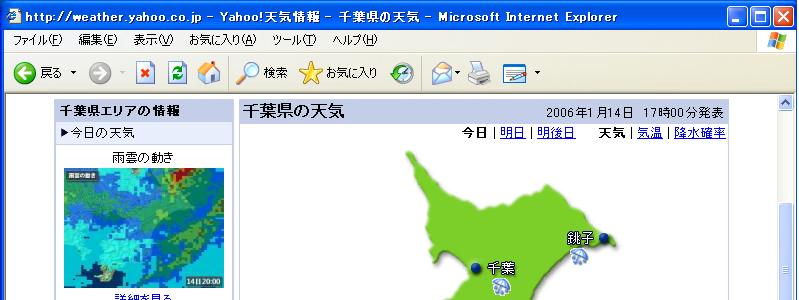 http://weather.yahoo.co.jp - Yahoo!天気情報 - 千葉県の天気 - Microsoft Internet Explorer
ファイル(F) 編集(E) 表示(V) お気に入り(A) ツール(T) ヘルプ(H)
戻る 検索 お気に入り
千葉県エリアの情報
▶今日の天気
雨雲の動き
雨雲の動き
14日20:00
詳細を見る
千葉県の天気 2006年1月14日 17時00分発表
今日 | 明日 | 明後日 天気 | 気温 | 降水確率
銚子
千葉